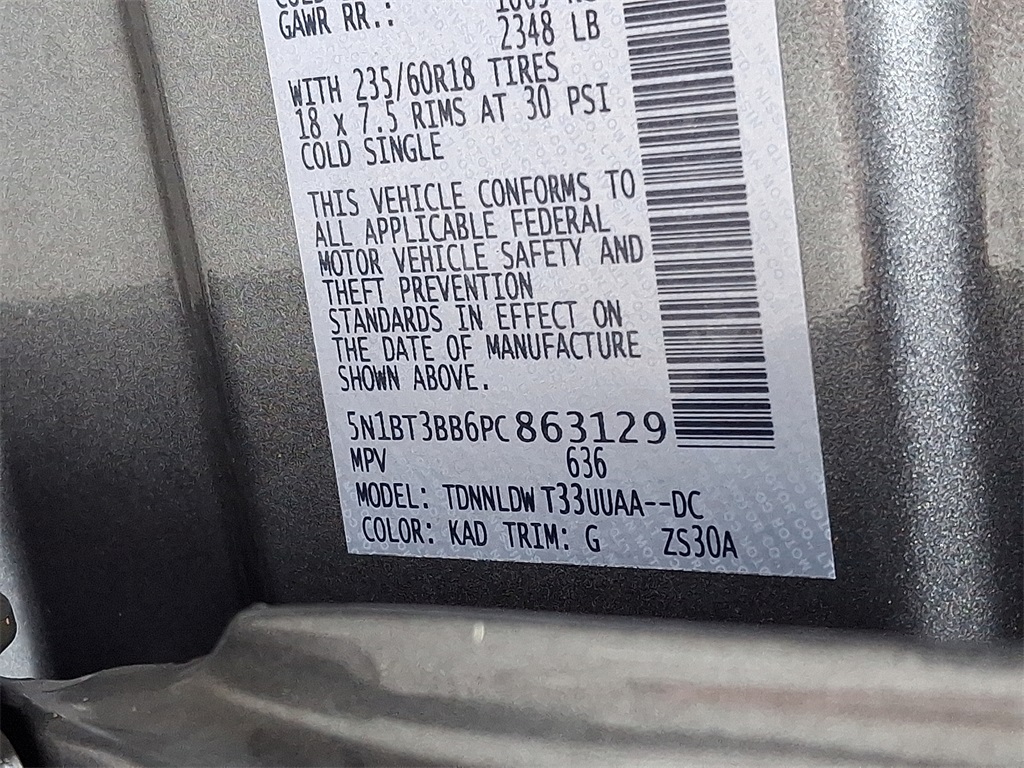 GAWR RR.:
2348 LB
WITH 235/60R18 TIRES
18 x 7.5 RIMS AT 30 PSI
COLD SINGLE
THIS VEHICLE CONFORMS TO
ALL APPLICABLE FEDERAL
MOTOR VEHICLE SAFETY AND
THEFT PREVENTION
STANDARDS IN EFFECT ON
THE DATE OF MANUFACTURE
SHOWN ABOVE.
5N1BT3BB6PC863129
MPV 636
MODEL: TDNNLDW T33UUAA--DC
COLOR: KAD TRIM: G ZS30A